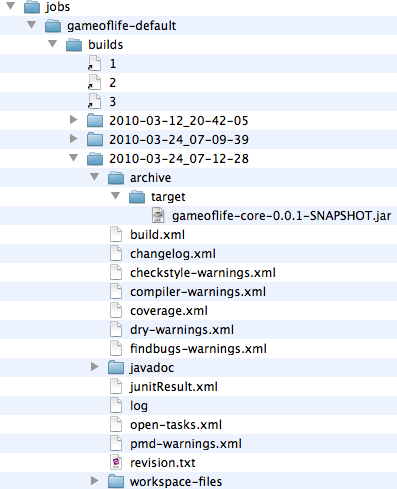 jobs
gameoflife-default
builds
1
2
3
2010-03-12_20-42-05
2010-03-24_07-09-39
2010-03-24_07-12-28
archive
target
gameoflife-core-0.0.1-SNAPSHOT.jar
build.xml
changelog.xml
checkstyle-warnings.xml
compiler-warnings.xml
coverage.xml
dry-warnings.xml
findbugs-warnings.xml
javadoc
junitResult.xml
log
open-tasks.xml
pmd-warnings.xml
revision.txt
workspace-files